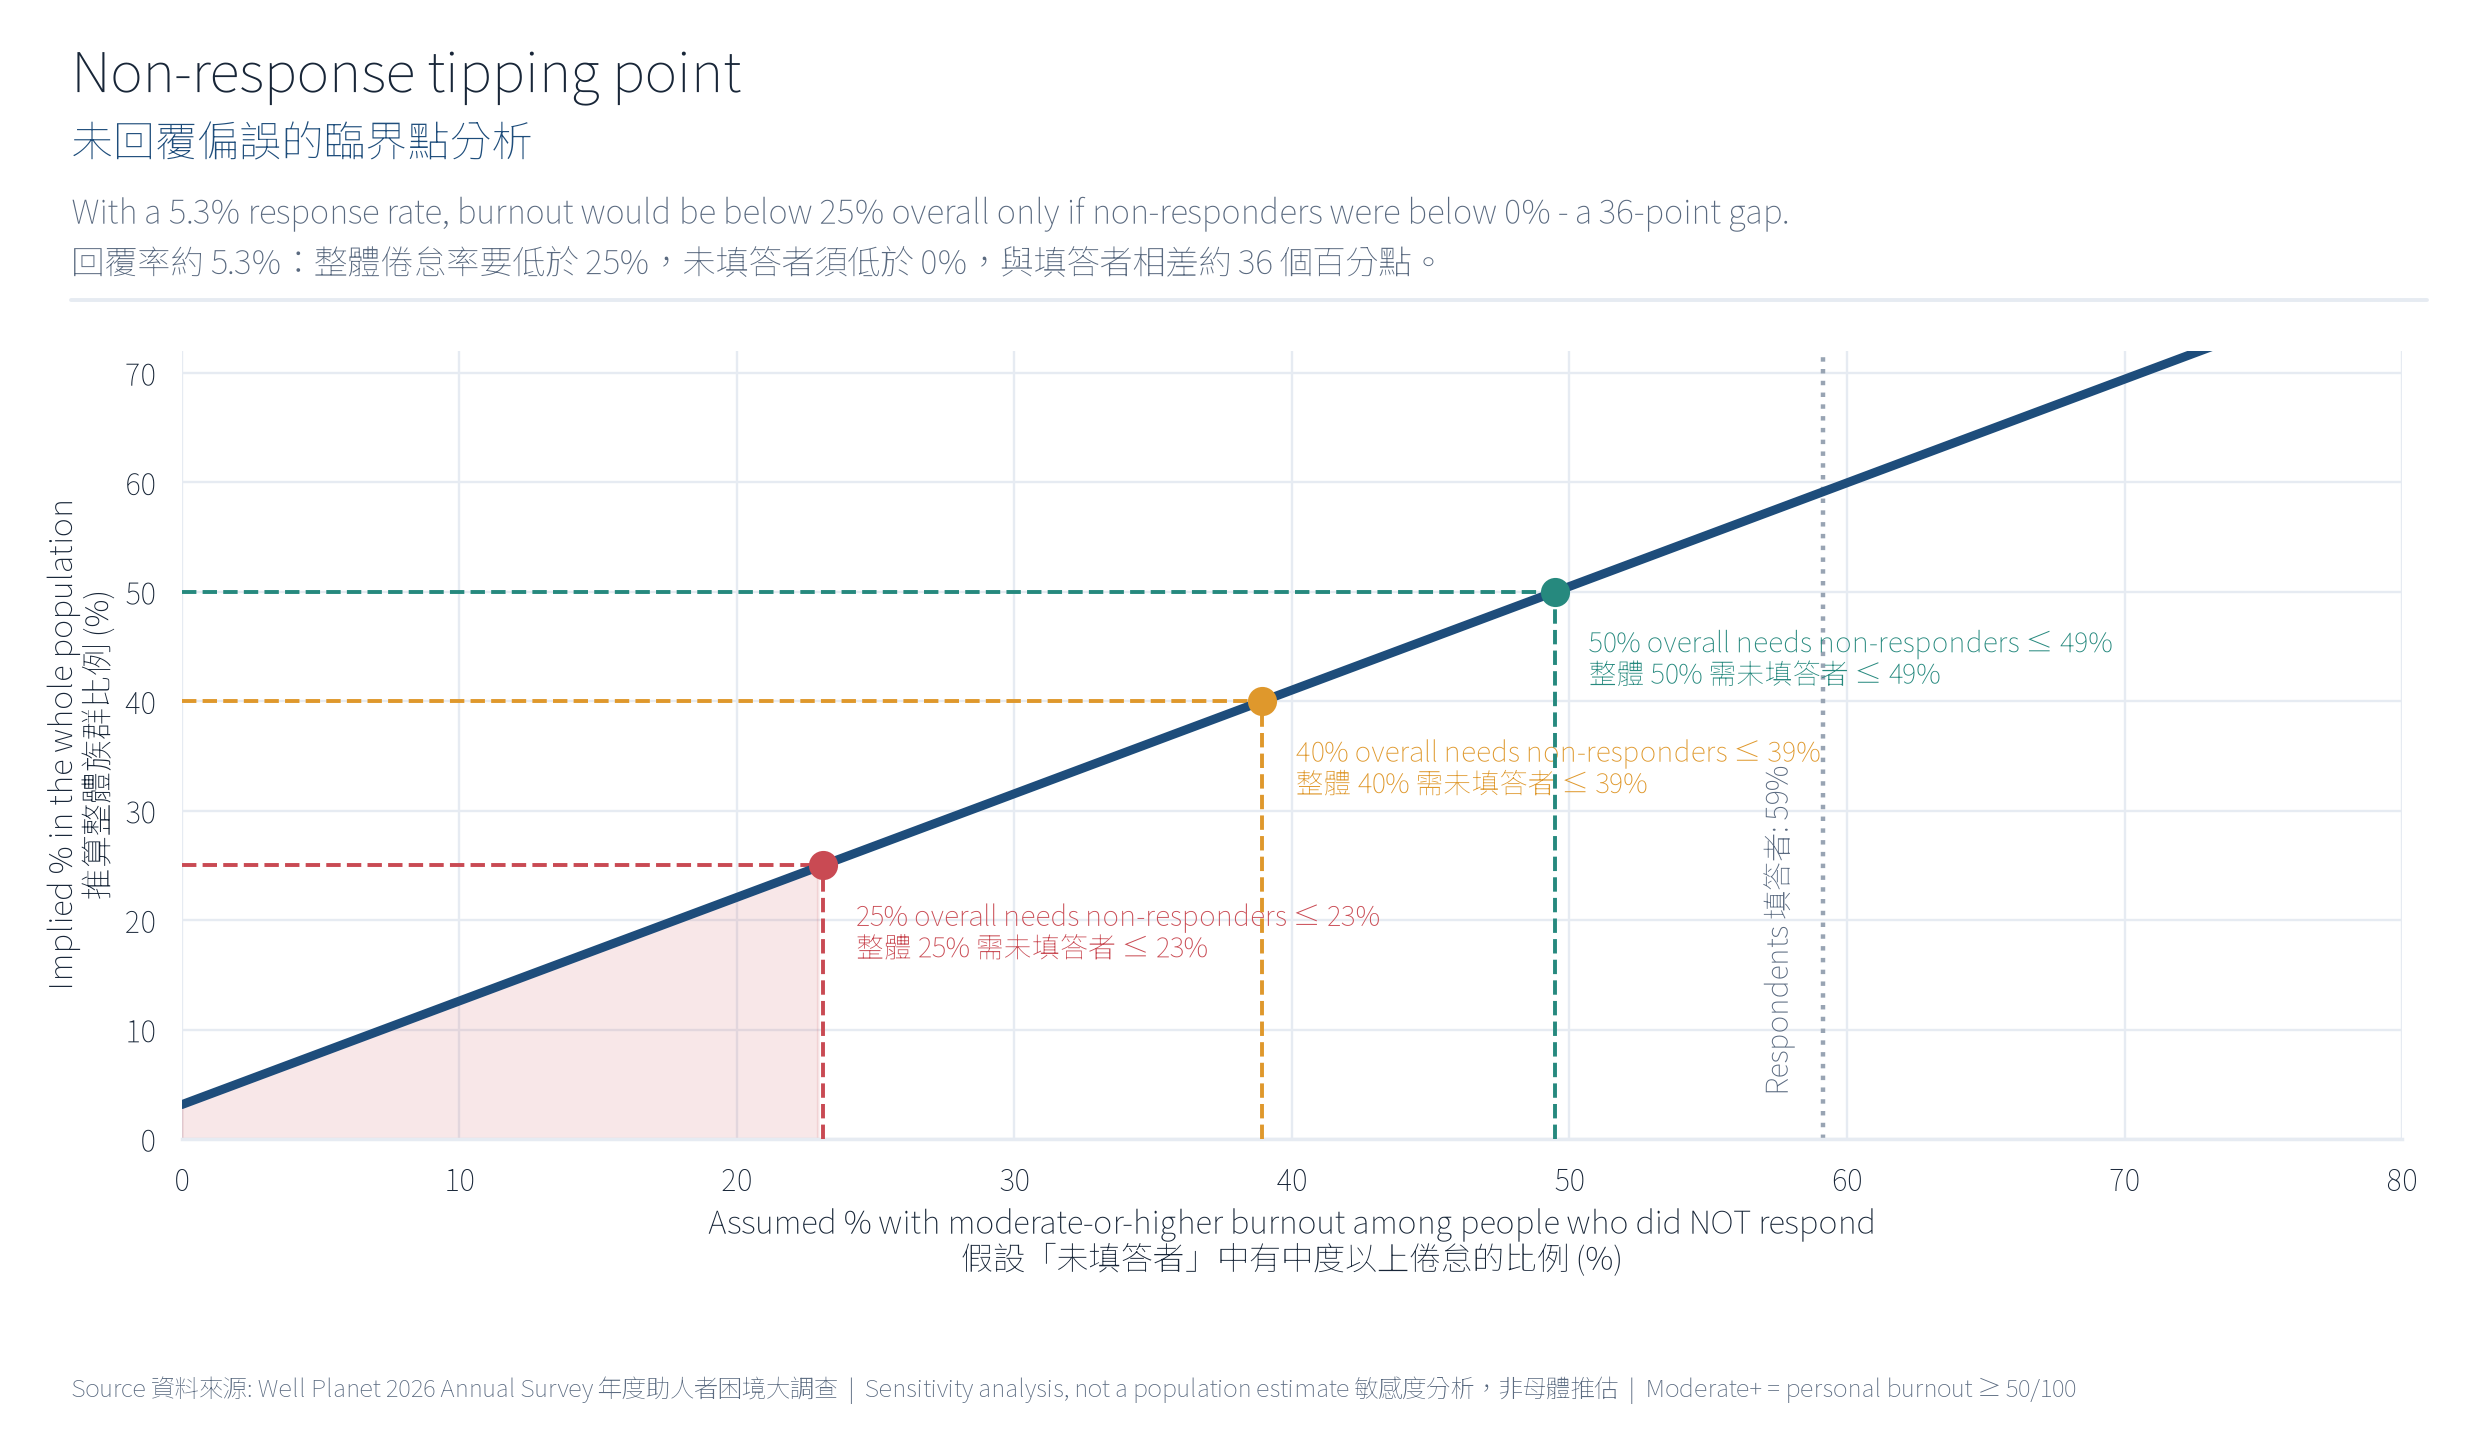 Non-response tipping point
未回覆偏誤的臨界點分析
With a 5.3% response rate, burnout would be below 25% overall only if non-responders were below 0% - a 36-point gap.
回覆率約 5.3%：整體倦怠率要低於 25%，未填答者須低於 0%，與填答者相差約 36 個百分點。
Implied % in the whole population
推算整體族群比例 (%)
70
60
50
40
30
20
10
0
50% overall needs non-responders ≤ 49%
整體 50% 需未填答者 ≤ 49%
40% overall needs non-responders ≤ 39%
整體 40% 需未填答者 ≤ 39%
25% overall needs non-responders ≤ 23%
整體 25% 需未填答者 ≤ 23%
Respondents 填答者: 59%
0 10 20 30 40 50 60 70 80
Assumed % with moderate-or-higher burnout among people who did NOT respond
假設「未填答者」中有中度以上倦怠的比例 (%)
Source 資料來源: Well Planet 2026 Annual Survey 年度助人者困境大調查 | Sensitivity analysis, not a population estimate 敏感度分析，非母體推估 | Moderate+ = personal burnout ≥ 50/100